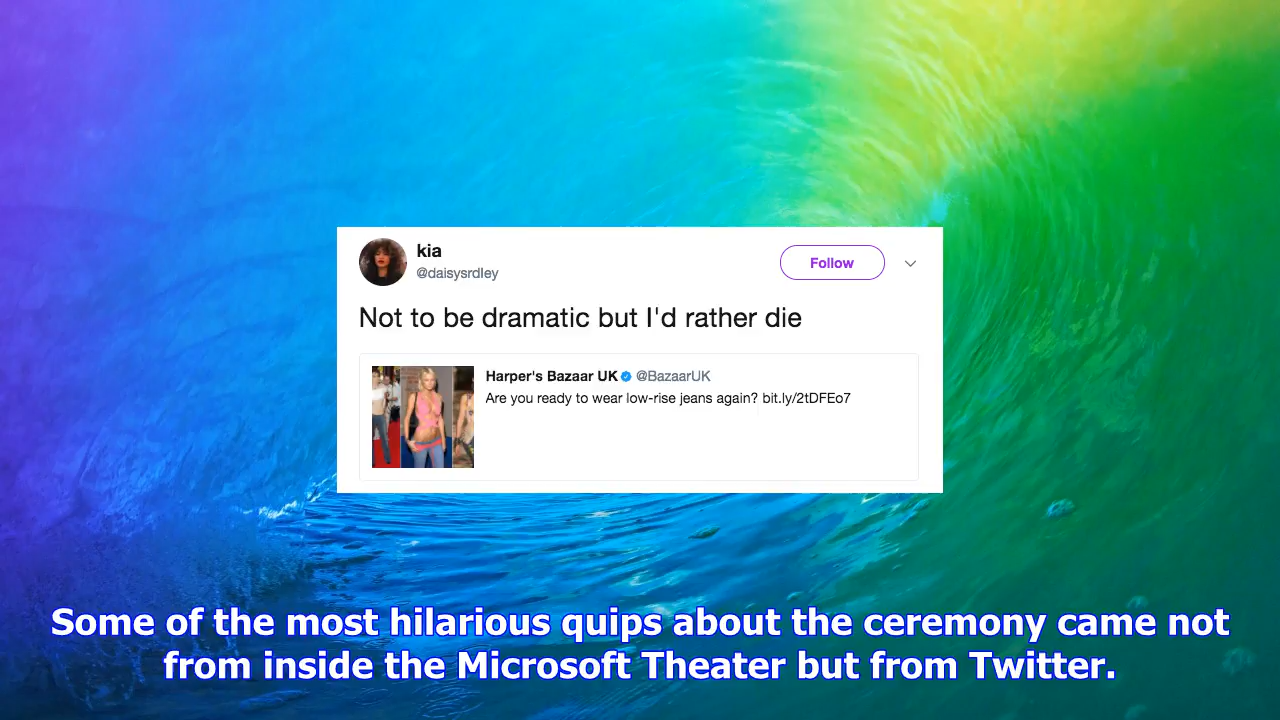 kia
@daisysrdley
Follow
Not to be dramatic but I'd rather die
Harper's Bazaar UK @BazaarUK
Are you ready to wear low-rise jeans again? bit.ly/2tDFEo7
Some of the most hilarious quips about the ceremony came not
from inside the Microsoft Theater but from Twitter.